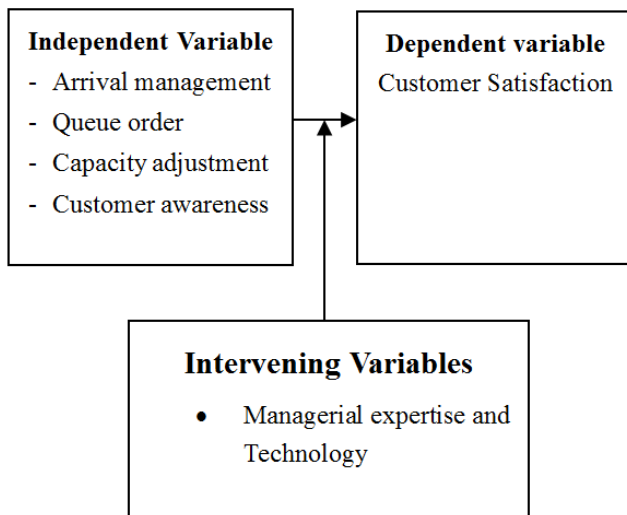 Independent Variable
- Arrival management
- Queue order
- Capacity adjustment
- Customer awareness
Dependent variable
Customer Satisfaction
Intervening Variables
• Managerial expertise and
Technology